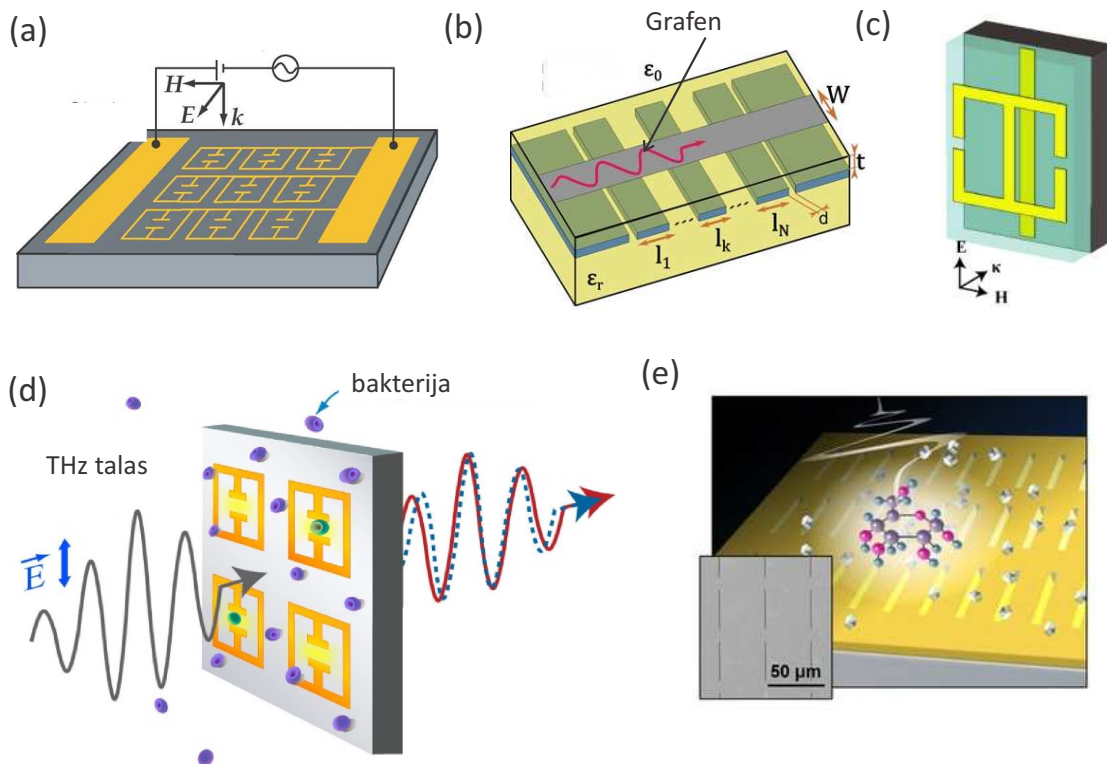 (a)
H
E
k
(b)
Grafen
ε0
W
t
d
l1
lk
lN
εr
(c)
E
κ
H
(d)
bakterija
THz talas
E
(e)
50 µm